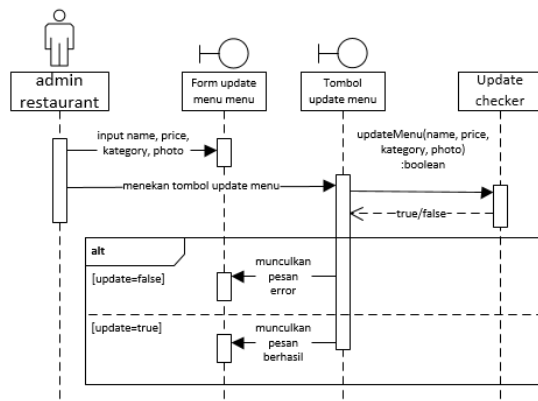 admin
restaurant
Form update
menu menu
Tombol
update menu
Update
checker
input name, price,
kategory, photo
updateMenu(name, price,
kategory, photo)
:boolean
menekan tombol update menu
true/false
alt
[update=false]
munculkan
pesan
error
[update=true]
munculkan
pesan
berhasil